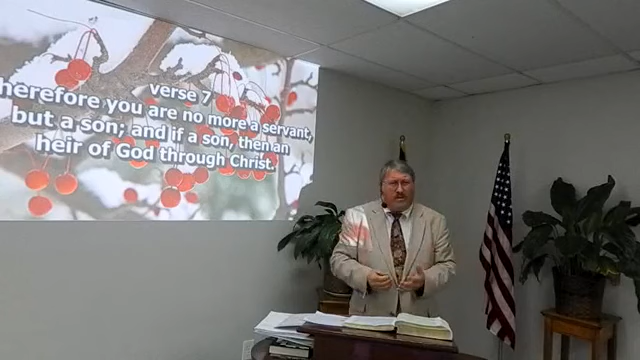 verse 7
herefore you are no more a servant,
but a son; and if a son, then an
heir of God through Christ.